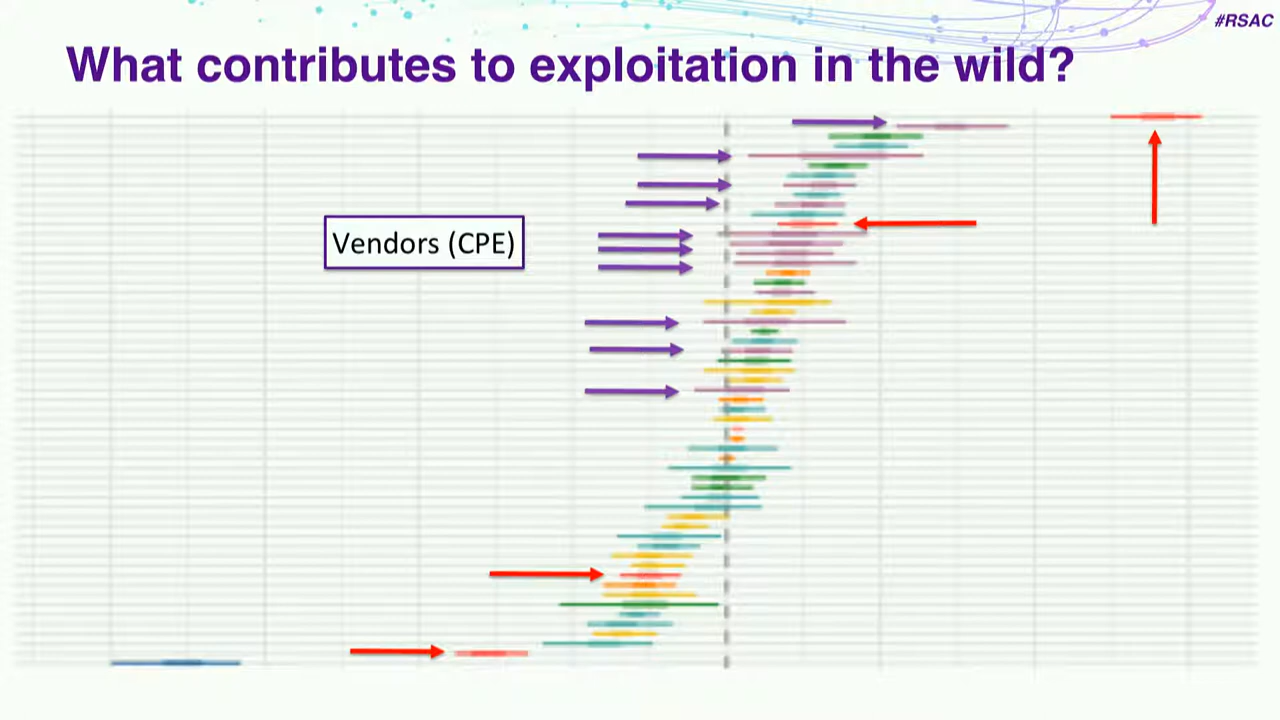 #RSAC
What contributes to exploitation in the wild?
Vendors (CPE)